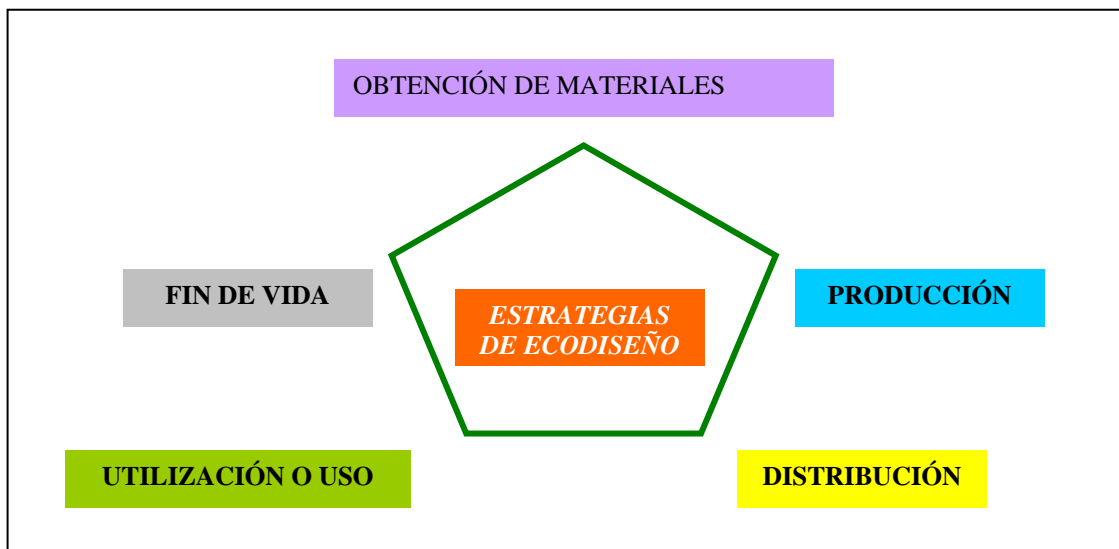 OBTENCIÓN DE MATERIALES
FIN DE VIDA
PRODUCCIÓN
ESTRATEGIAS
DE ECODISEÑO
UTILIZACIÓN O USO
DISTRIBUCIÓN